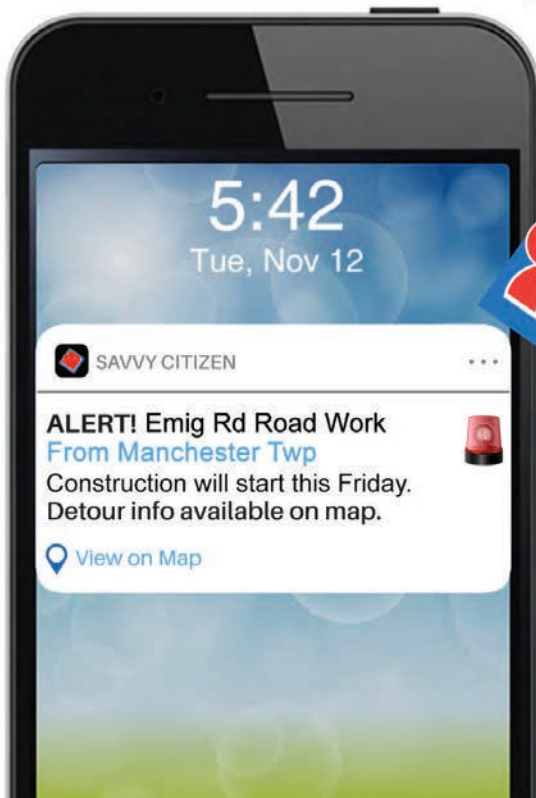 5:42
Tue, Nov 12
SAVVY CITIZEN
ALERT! Emig Rd Road Work
From Manchester Twp
Construction will start this Friday.
Detour info available on map.
View on Map